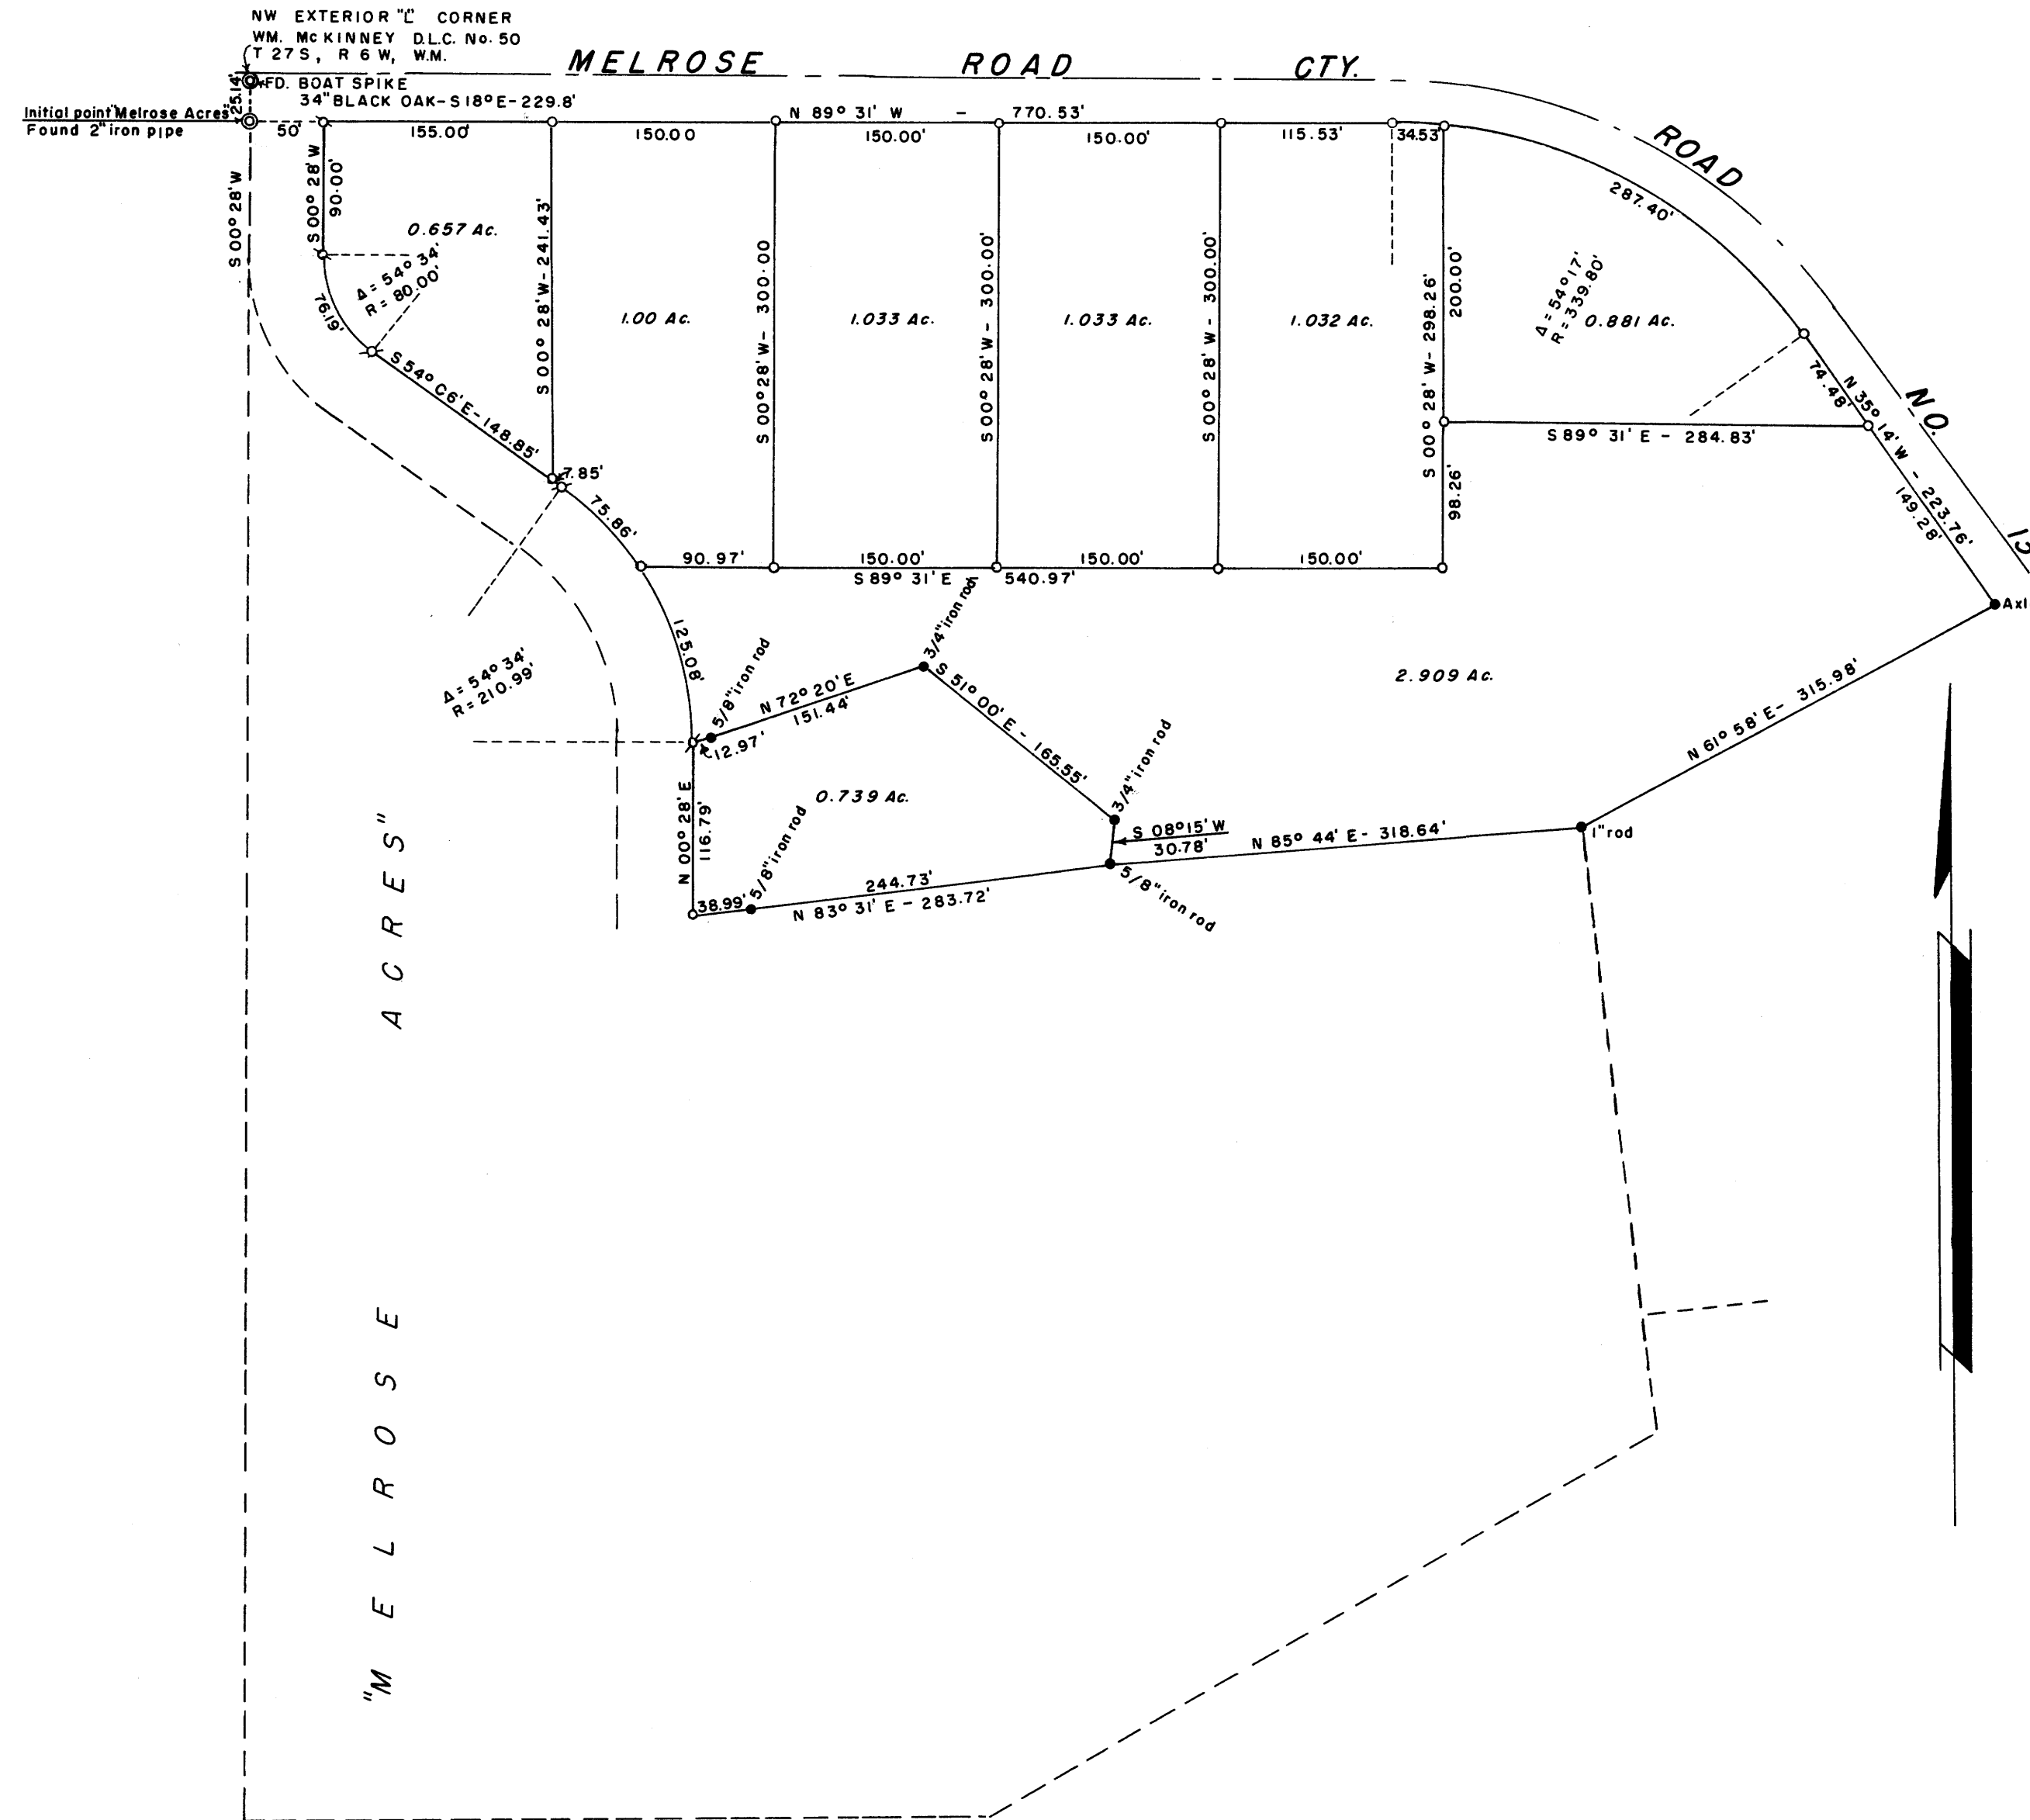 NW EXTERIOR "L" CORNER
WM. McKINNEY D.L.C. No. 50
T 27 S, R 6 W, W.M.
FD. BOAT SPIKE
34" BLACK OAK-S 18° E-229.8'
25.14'
Initial point "Melrose Acres"
Found 2" iron pipe
MELROSE ROAD CTY. ROAD NO.
N 89° 31' W - 770.53'
50'
155.00'
150.00
150.00'
150.00'
115.53'
34.53'
S 00° 28' W
S 00° 28' W
90.00'
0.657 Ac.
Δ = 54° 34'
R = 80.00'
76.19'
S 54° C6' E-148.85'
S 00° 28' W-241.43'
1.00 Ac.
S 00° 28' W- 300.00
1.033 Ac.
S 00° 28' W- 300.00'
1.033 Ac.
S 00° 28' W- 300.00'
1.032 Ac.
S 00° 28' W- 298.26'
200.00'
98.26'
287.40'
Δ = 54° 17'
R = 339.80'
0.881 Ac.
74.48'
N 35° 14' W - 223.76'
149.28'
S 89° 31' E - 284.83'
7.85'
75.86'
90.97'
150.00'
150.00'
150.00'
S 89° 31' E 540.97'
125.08'
Δ = 54° 34'
R = 210.99'
5/8" iron rod
3/4" iron rod
N 72° 20' E
151.44'
12.97'
S 51° 00' E - 165.55'
3/4" iron rod
2.909 Ac.
Axl
N 61° 58' E- 315.98'
N 00° 28' E
116.79'
0.739 Ac.
5/8" iron rod
S 08° 15' W
30.78'
N 85° 44' E- 318.64'
1" rod
5/8" iron rod
38.99'
244.73'
N 83° 31' E - 283.72'
"MELROSE ACRES"